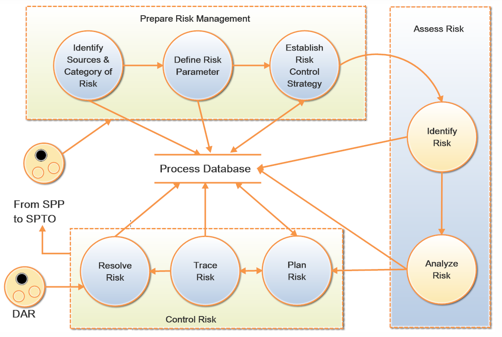 Prepare Risk Management
Assess Risk
Identify
Sources &
Category of
Risk
Define Risk
Parameter
Establish
Risk
Control
Strategy
Identify
Risk
Process Database
From SPP
to SPTO
Resolve
Risk
Trace
Risk
Plan
Risk
Analyze
Risk
DAR
Control Risk